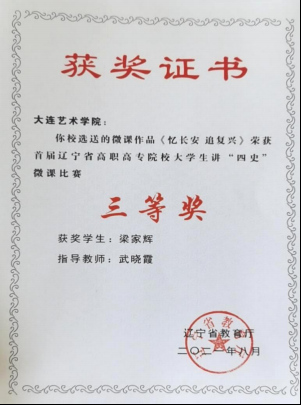 获奖证书
大连艺术学院:
你校选送的微课作品《忆长安 追复兴》荣获
首届辽宁省高职高专院校大学生讲“四史”
微课比赛
三等奖
获奖学生:梁家辉
指导教师:武晓霞
辽宁省教育厅
二〇二一年八月